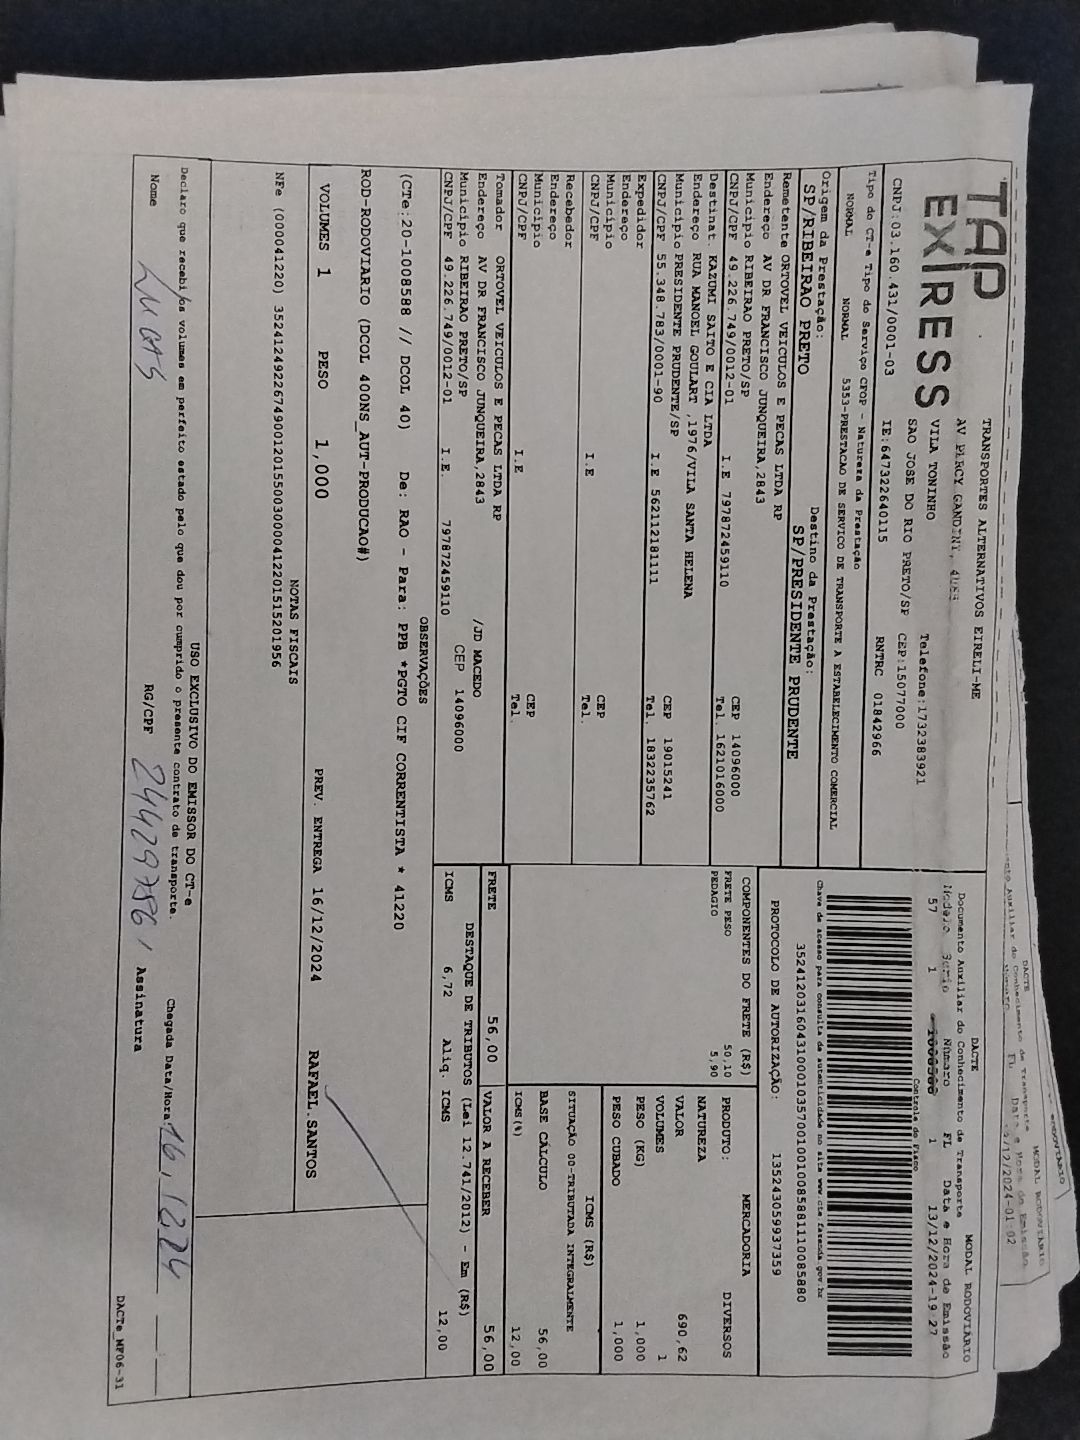 TAP
EX/RESS
TRANSPORTES ALTERNATIVOS EIRELI-ME
AV PERCY GANDINI,
VILA TONINHO Telefone:1732383921
SAO JOSE DO RIO PRETO/SP CEP:15077000
CNPJ:03.160.431/0001-03 IE:647322640115 RNTRC 01842966
Tipo do CT-e Tipo do Serviço CFOP - Natureza da Prestação
NORMAL NORMAL 5353-PRESTACAO DE SERVICO DE TRANSPORTE A ESTABELECIMENTO COMERCIAL
Origem da Prestação: Destino da Prestação:
SP/RIBEIRAO PRETO SP/PRESIDENTE PRUDENTE
DACTE MODAL RODOVIÁRIO
Documento Auxiliar do Conhecimento de Transporte
Modelo Série Número FL Data e Hora de Emissão
57 1 1 13/12/2024-19 27
Controle do Fisco
Chave de acesso para consulta de autenticidade no site www.cte.fazenda.gov.br
PROTOCOLO DE AUTORIZAÇÃO: 135243059937359
Remetente ORTOVEL VEICULOS E PECAS LTDA RP
Endereço AV DR FRANCISCO JUNQUEIRA,2843
Município RIBEIRAO PRETO/SP CEP 14096000
CNPJ/CPF 49.226.749/0012-01 I.E 797872459110 Tel. 1621016000
Destinat. KAZUMI SAITO E CIA LTDA
Endereço RUA MANOEL GOULART ,1976/VILA SANTA HELENA
Município PRESIDENTE PRUDENTE/SP CEP 19015241
CNPJ/CPF 55.348.783/0001-90 I.E 562112181111 Tel. 1832235762
Expedidor
Endereço
Município CEP
CNPJ/CPF I.E Tel.
Recebedor
Endereço
Município CEP
CNPJ/CPF I.E Tel.
Tomador ORTOVEL VEICULOS E PECAS LTDA RP
Endereço AV DR FRANCISCO JUNQUEIRA,2843 /JD MACEDO
Município RIBEIRAO PRETO/SP CEP 14096000
CNPJ/CPF 49.226.749/0012-01 I.E. 797872459110
COMPONENTES DO FRETE (R$)
FRETE PESO 50,10
PEDAGIO 5,90
PRODUTO: MERCADORIA DIVERSOS
NATUREZA
VALOR 690,62
VOLUMES 1
PESO (KG) 1,000
PESO CUBADO 1,000
ICMS (R$)
SITUAÇÃO 00-TRIBUTADA INTEGRALMENTE
BASE CÁLCULO 56,00
ICMS(%) 12,00
FRETE 56,00 VALOR A RECEBER 56,00
DESTAQUE DE TRIBUTOS (Lei 12.741/2012) - Em (R$)
ICMS 6,72 Aliq. ICMS 12,00
OBSERVAÇÕES
(CTe:20-1008588 // DCOL 40) De: RAO - Para: PPB *PGTO CIF CORRENTISTA * 41220
ROD-RODOVIARIO (DCOL 400NS_AUT-PRODUCAO#)
VOLUMES 1 PESO 1,000 PREV. ENTREGA 16/12/2024 RAFAEL.SANTOS
NOTAS FISCAIS
NFe (000041220) 35241249226749001201550030000412201515201956
USO EXCLUSIVO DO EMISSOR DO CT-e
Declaro que recebi os volumes em perfeito estado pelo que dou por cumprido o presente contrato de transporte. Chegada Data/Hora: 16,12,24
Nome LUCAS RG/CPF Assinatura
DACTe_MF06-31